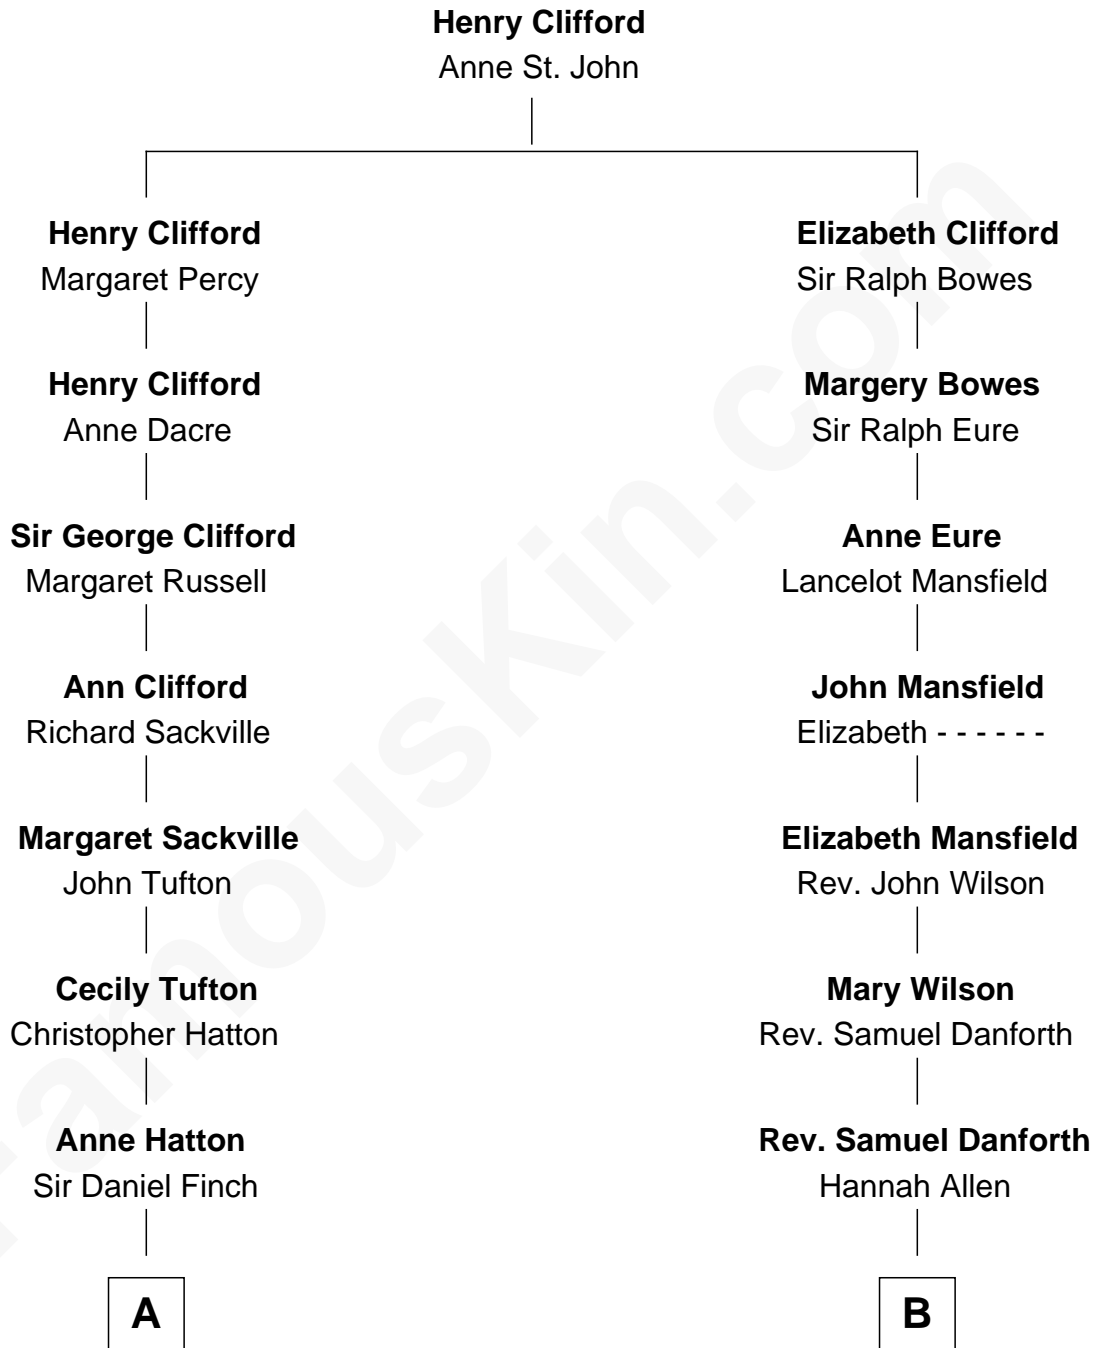 Henry Clifford
Anne St. John
Henry Clifford
Margaret Percy
Elizabeth Clifford
Sir Ralph Bowes
Henry Clifford
Anne Dacre
Margery Bowes
Sir Ralph Eure
Sir George Clifford
Margaret Russell
Anne Eure
Lancelot Mansfield
Ann Clifford
Richard Sackville
John Mansfield
Elizabeth - - - - - -
Margaret Sackville
John Tufton
Elizabeth Mansfield
Rev. John Wilson
Cecily Tufton
Christopher Hatton
Mary Wilson
Rev. Samuel Danforth
Anne Hatton
Sir Daniel Finch
Rev. Samuel Danforth
Hannah Allen
A
B
FamousKin.com